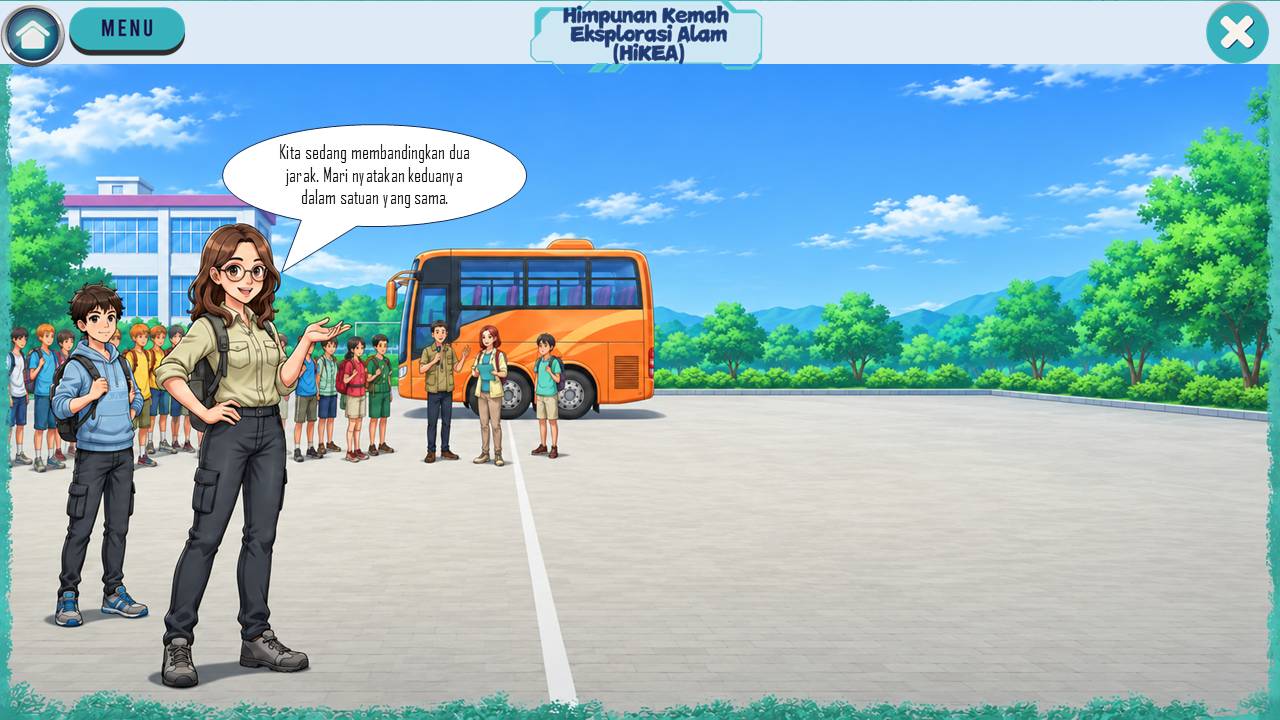 MENU
Himpunan Kemah
Eksplorasi Alam
(HiKEA)
Kita sedang membandingkan dua
jarak. Mari nyatakan keduanya
dalam satuan yang sama.